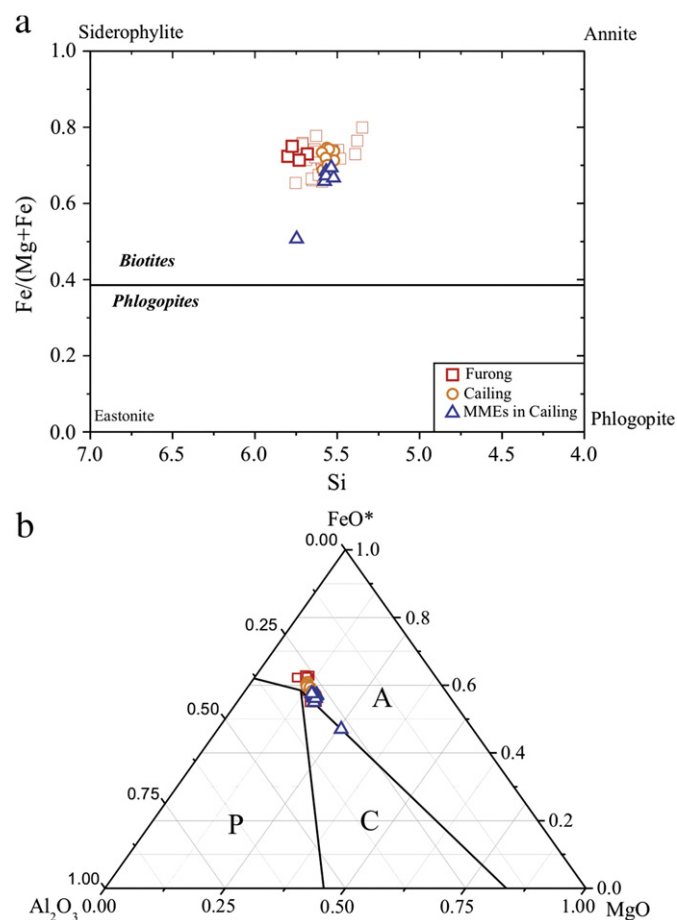 a
Siderophylite Annite
1.0
0.8
0.6
0.4
0.2
0.0
Fe/(Mg+Fe)
Biotites
Phlogopites
Furong
Cailing
MMEs in Cailing
Eastonite
Phlogopite
7.0 6.5 6.0 5.5 5.0 4.5 4.0
Si
b
FeO*
0.00 1.0
0.25 0.8
0.50 0.6
0.75 0.4
1.00 0.2
0.0
A
P C
Al₂O₃ 0.00 0.25 0.50 0.75 1.00 MgO